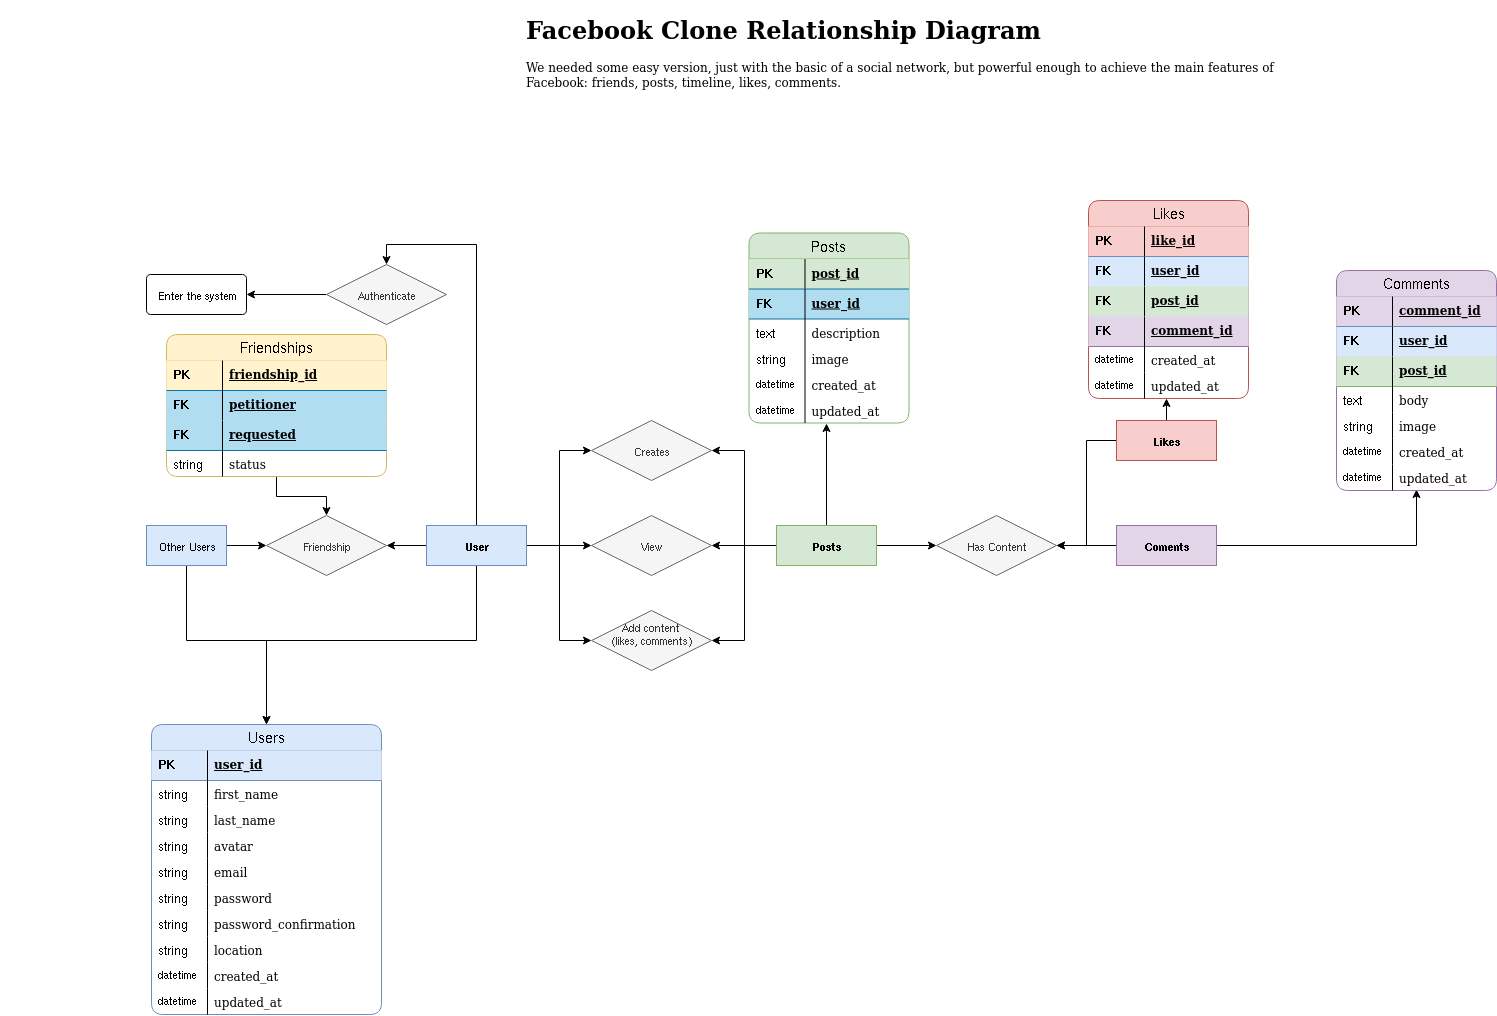 Facebook Clone Relationship Diagram
We needed some easy version, just with the basic of a social network, but powerful enough to achieve the main features of
Facebook: friends, posts, timeline, likes, comments.
Enter the system
Authenticate
Friendships
PK friendship_id
FK petitioner
FK requested
string status
Other Users
Friendship
User
Creates
View
Add content
(likes, comments)
Posts
PK post_id
FK user_id
text description
string image
datetime created_at
datetime updated_at
Posts
Has Content
Likes
PK like_id
FK user_id
FK post_id
FK comment_id
datetime created_at
datetime updated_at
Likes
Coments
Comments
PK comment_id
FK user_id
FK post_id
text body
string image
datetime created_at
datetime updated_at
Users
PK user_id
string first_name
string last_name
string avatar
string email
string password
string password_confirmation
string location
datetime created_at
datetime updated_at